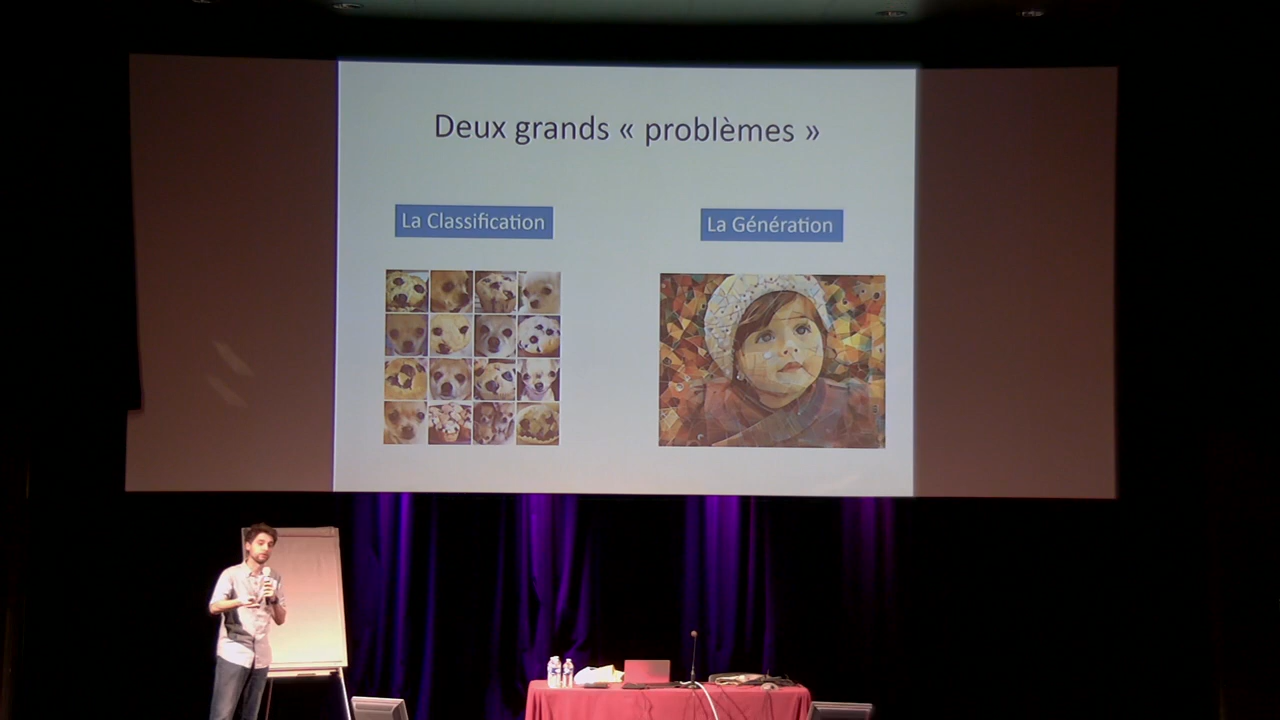 Deux grands « problèmes »
La Classification
La Génération